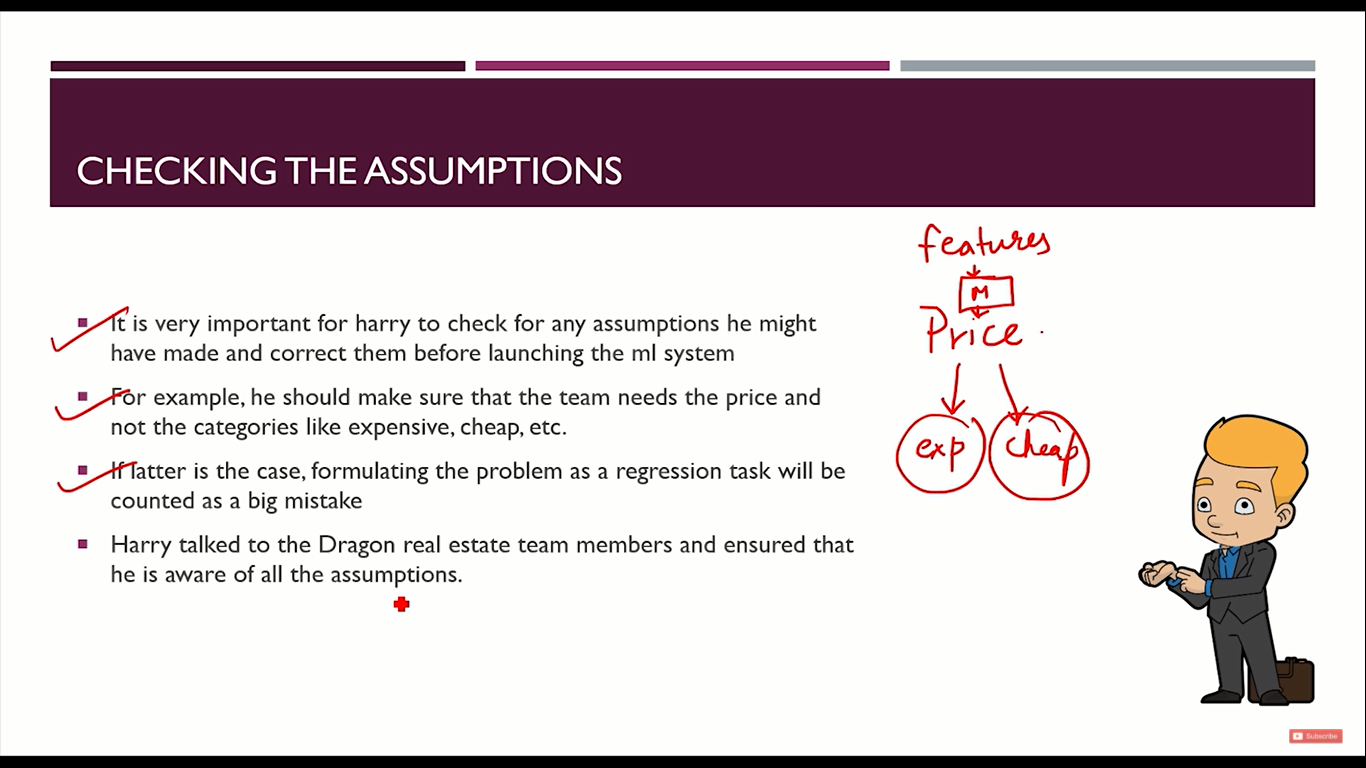 CHECKING THE ASSUMPTIONS
It is very important for harry to check for any assumptions he might
have made and correct them before launching the ml system
For example, he should make sure that the team needs the price and
not the categories like expensive, cheap, etc.
If latter is the case, formulating the problem as a regression task will be
counted as a big mistake
Harry talked to the Dragon real estate team members and ensured that
he is aware of all the assumptions.
features
M
Price
exp cheap
Subscribe